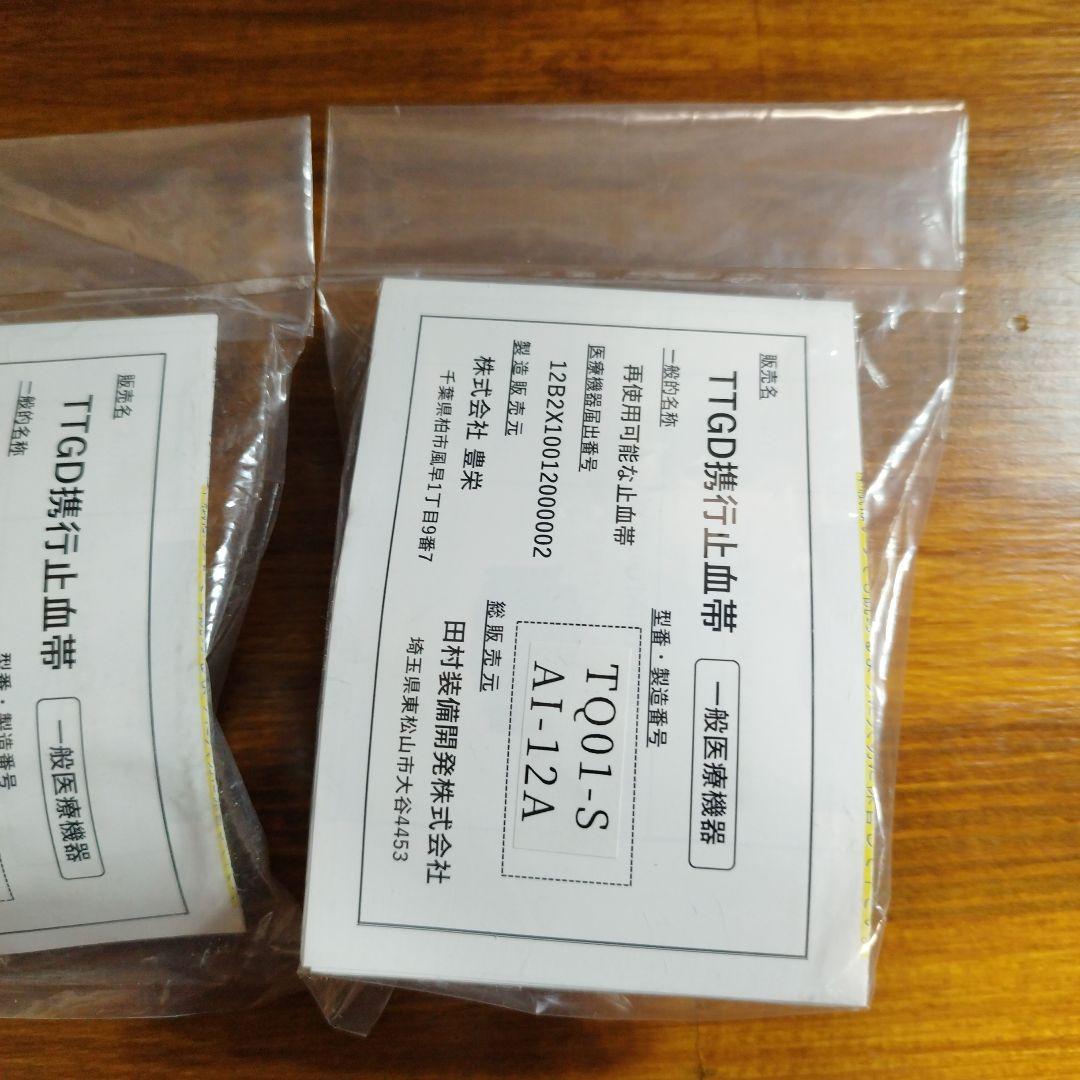 販売名
TTGD携行止血帯
一般医療機器
一般的名称
再使用可能な止血帯
医療機器届出番号
12B2X10012000002
製造販売元
株式会社 豊栄
千葉県柏市風早1丁目9番7
型番・製造番号
TQ01-S
AI-12A
総販売元
田村装備開発株式会社
埼玉県東松山市大谷4453
販売名
TTGD携行止血帯
一般医療機器
一般的名称
型番・製造番号